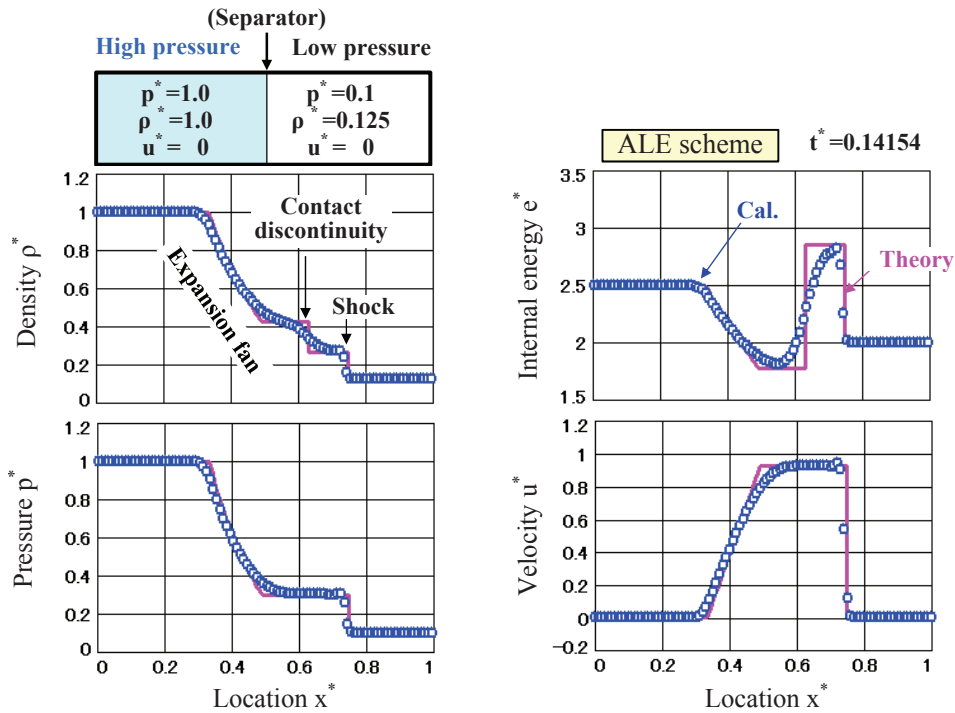 (Separator)
High pressure
Low pressure
p*=1.0
ρ*=1.0
u*= 0
p*=0.1
ρ*=0.125
u*= 0
ALE scheme
t*=0.14154
Density ρ*
1.2
1
0.8
0.6
0.4
0.2
0
Contact
discontinuity
Shock
Expansion fan
Internal energy e*
3.5
3
2.5
2
1.5
Cal.
Theory
Pressure p*
1.2
1
0.8
0.6
0.4
0.2
0
0 0.2 0.4 0.6 0.8 1
Location x*
Velocity u*
1.2
1
0.8
0.6
0.4
0.2
0
−0.2
0 0.2 0.4 0.6 0.8 1
Location x*